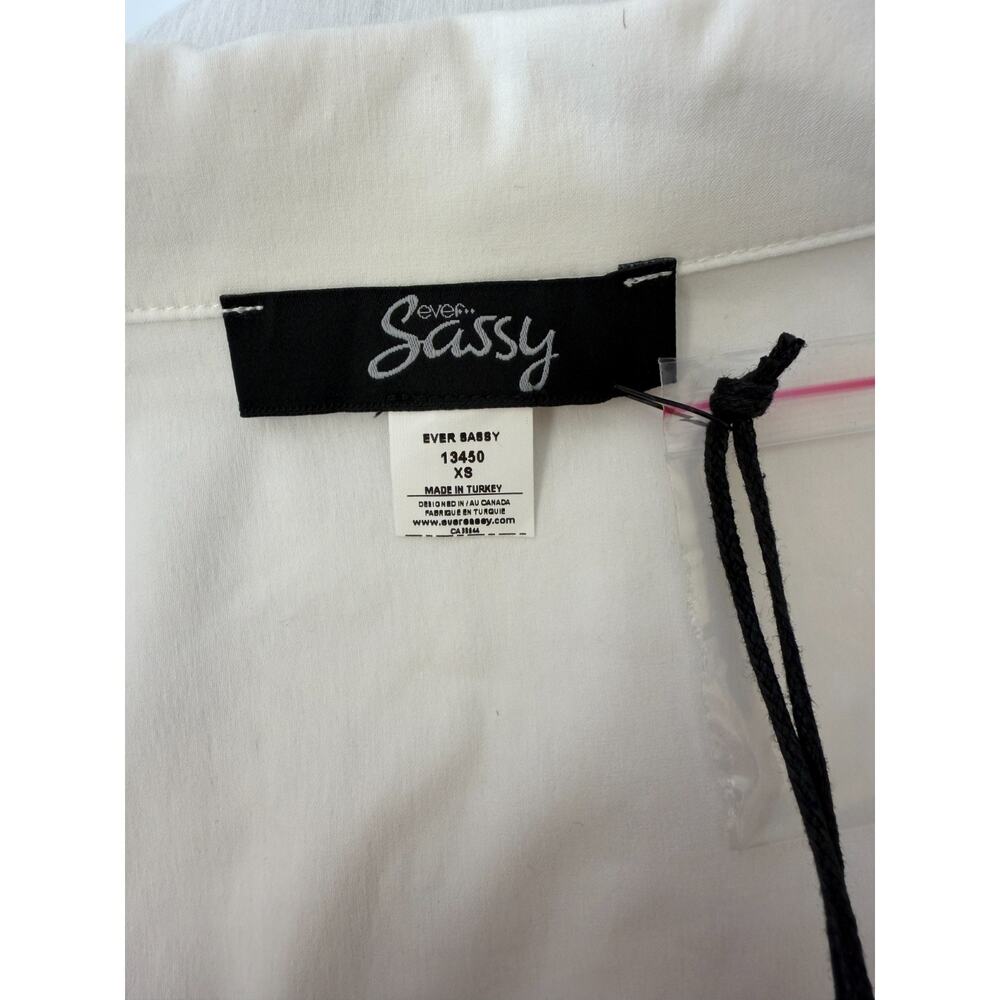 ever..
Sassy
EVER SASSY
13450
XS
MADE IN TURKEY
DESIGNED IN / AU CANADA
FABRIQUE EN TURQUIE
www.eversassy.com